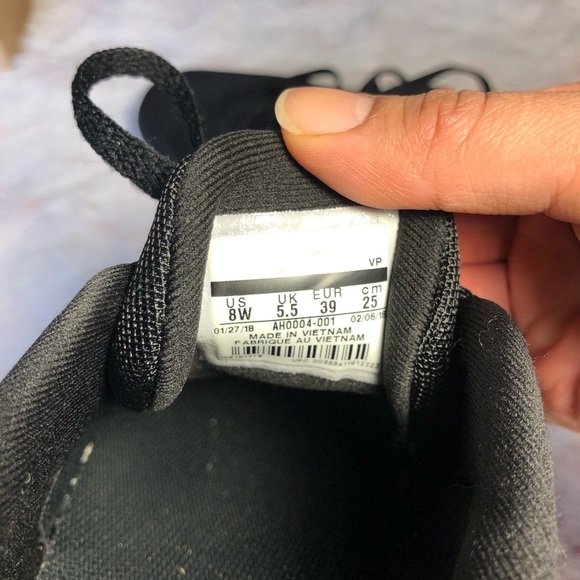 VP
US UK EUR cm
8W 5.5 39 25
01/27/18 AH0004-001 02/06/18
MADE IN VIETNAM
FABRIQUE AU VIETNAM
UPC